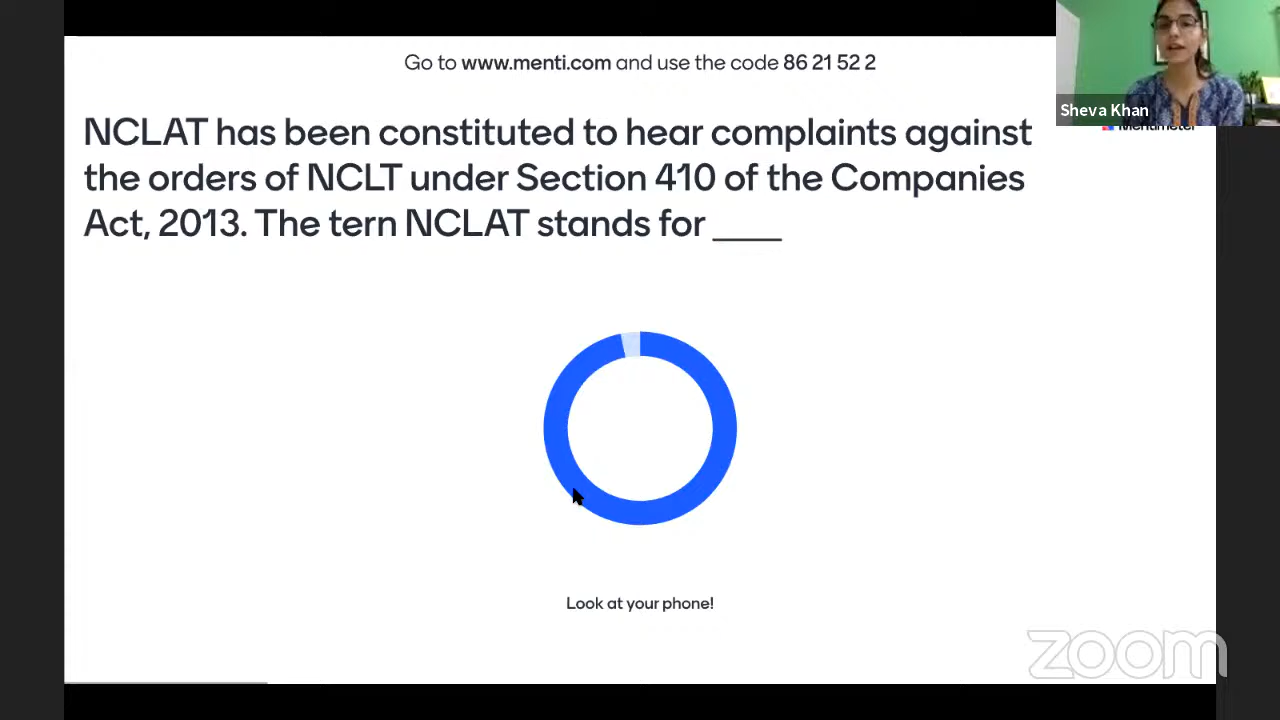 Go to www.menti.com and use the code 86 21 52 2
Sheva Khan
Mentimeter
NCLAT has been constituted to hear complaints against
the orders of NCLT under Section 410 of the Companies
Act, 2013. The tern NCLAT stands for ____
Look at your phone!
zoom